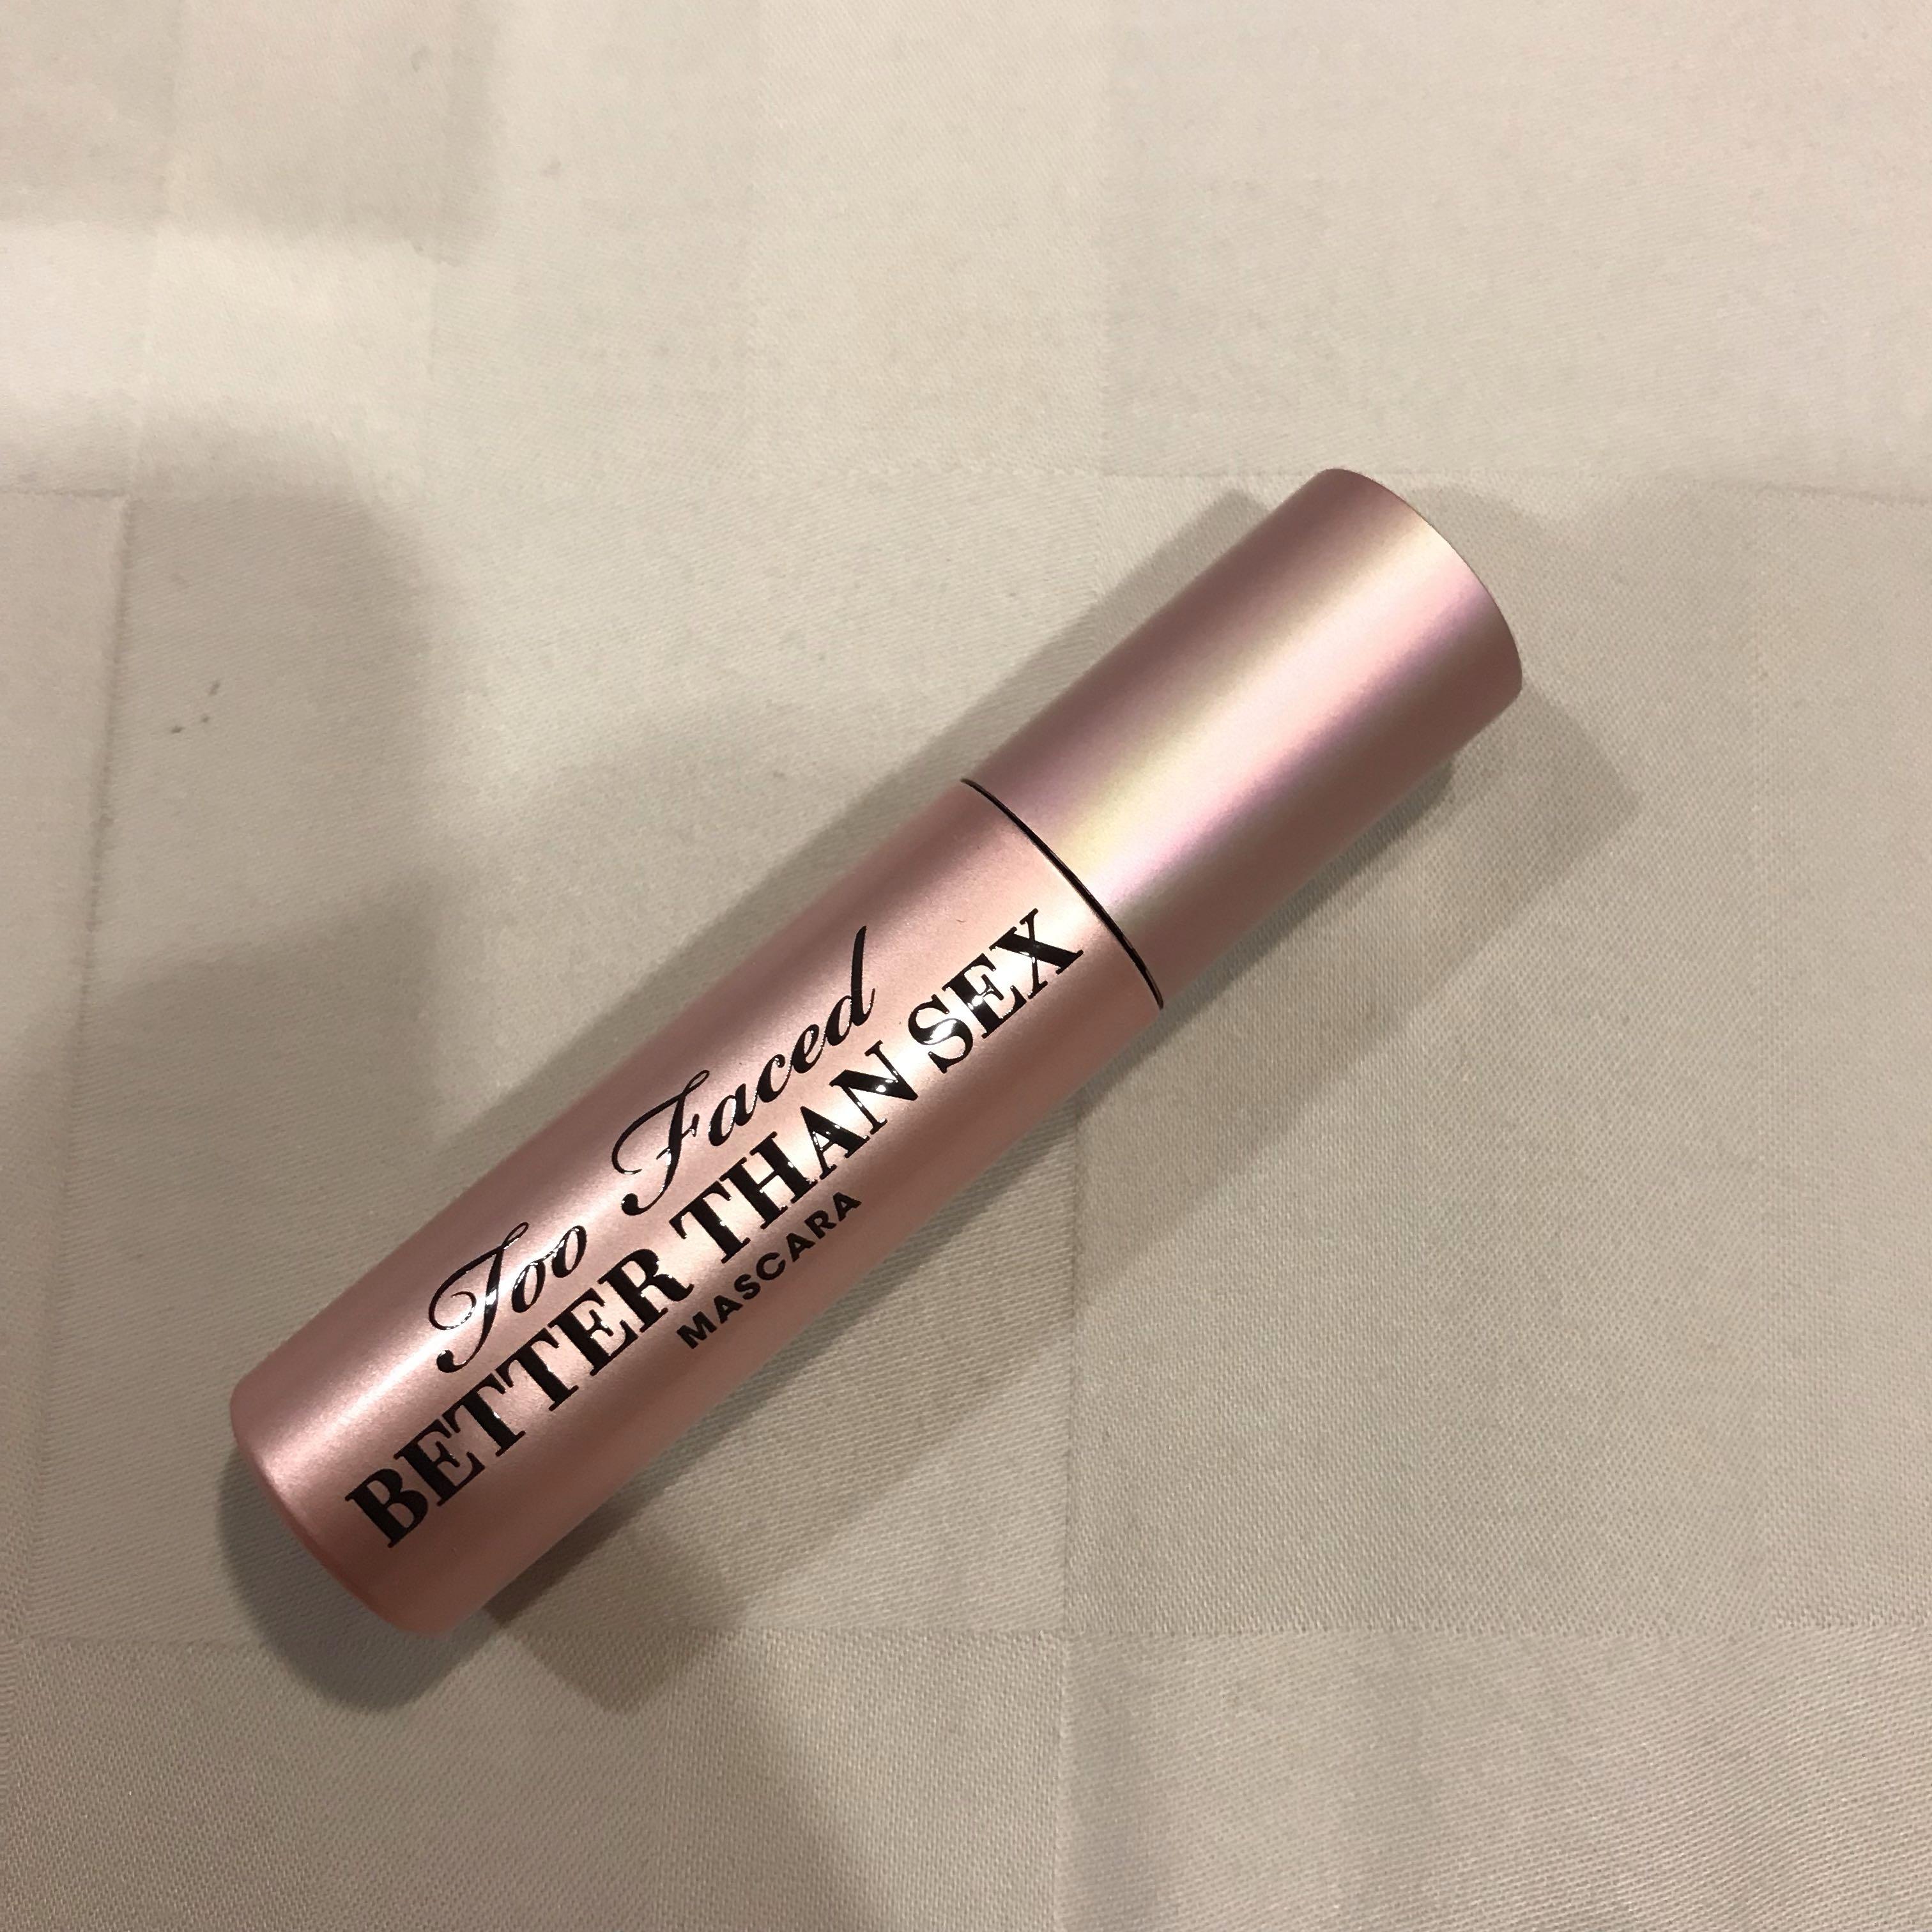 Too Faced
BETTER THAN SEX
MASCARA